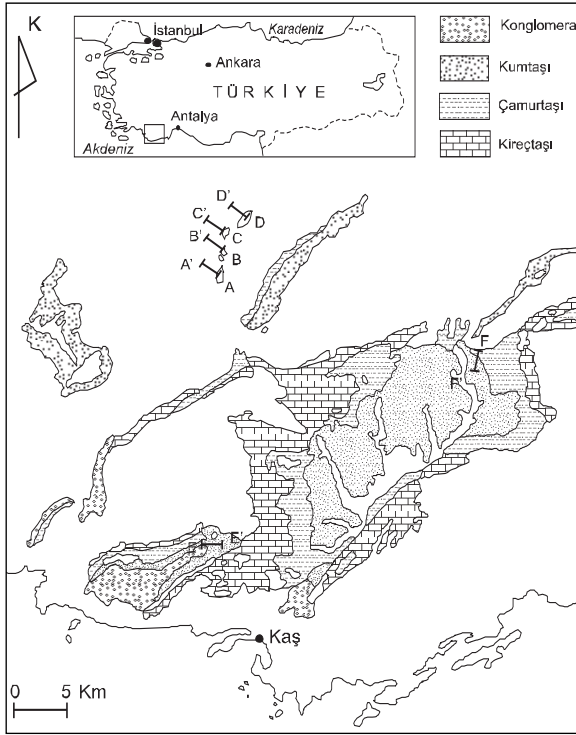 K
İstanbul
Karadeniz
Ankara
TÜRKİYE
Antalya
Akdeniz
Konglomera
Kumtaşı
Çamurtaşı
Kireçtaşı
D'
C'
D
B'
C
A'
B
A
F
F'
E'
E
Kaş
0 5 Km